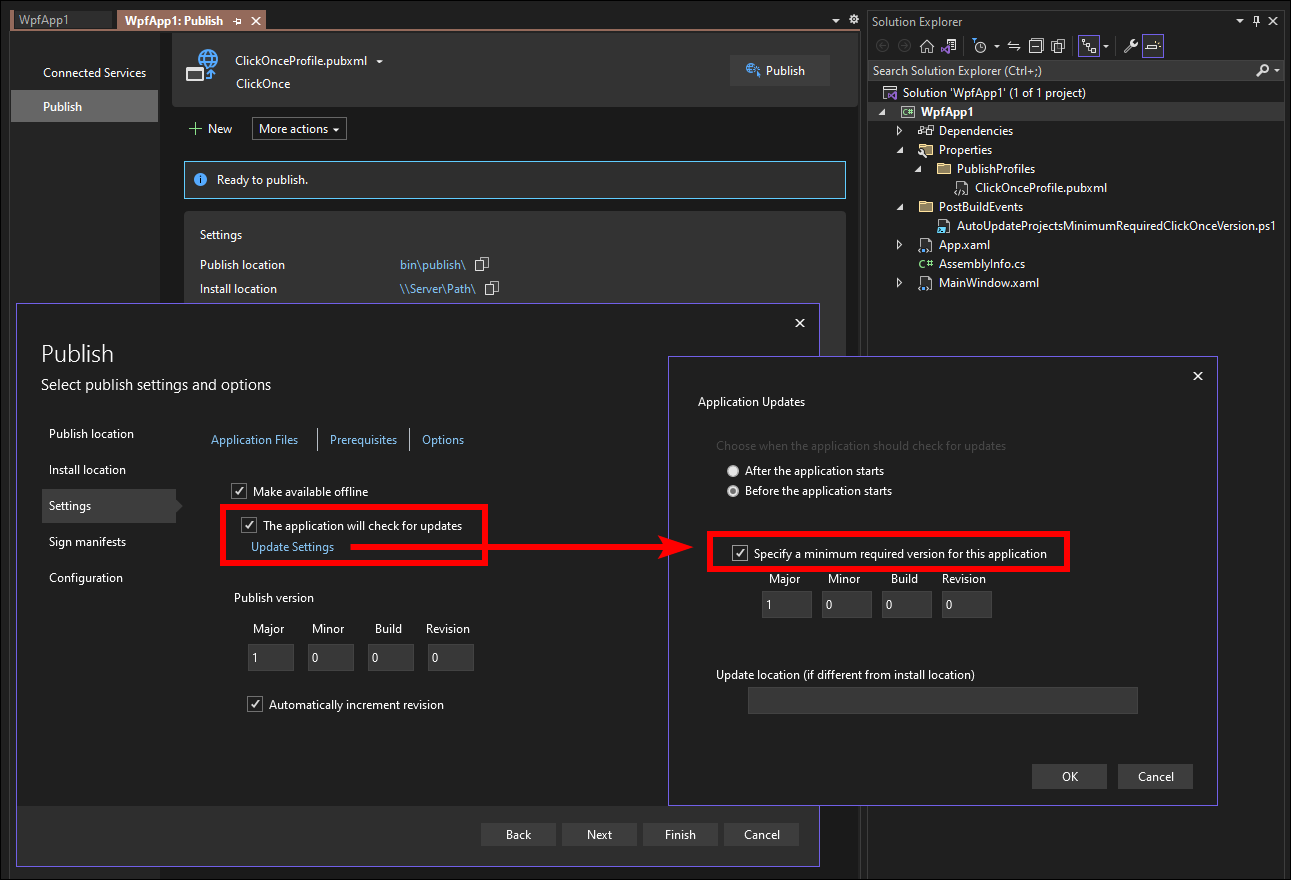 WpfApp1
WpfApp1: Publish
Connected Services
Publish
ClickOnceProfile.pubxml
ClickOnce
Publish
New
More actions
Ready to publish.
Settings
Publish location
bin\publish\
Install location
\\Server\Path\
Solution Explorer
Search Solution Explorer (Ctrl+;)
Solution 'WpfApp1' (1 of 1 project)
C# WpfApp1
Dependencies
Properties
PublishProfiles
ClickOnceProfile.pubxml
PostBuildEvents
AutoUpdateProjectsMinimumRequiredClickOnceVersion.ps1
App.xaml
C# AssemblyInfo.cs
MainWindow.xaml
Publish
Select publish settings and options
Publish location
Install location
Settings
Sign manifests
Configuration
Application Files
Prerequisites
Options
Make available offline
The application will check for updates
Update Settings
Publish version
Major Minor Build Revision
1 0 0 0
Automatically increment revision
Back
Next
Finish
Cancel
Application Updates
Choose when the application should check for updates
After the application starts
Before the application starts
Specify a minimum required version for this application
Major Minor Build Revision
1 0 0 0
Update location (if different from install location)
OK
Cancel